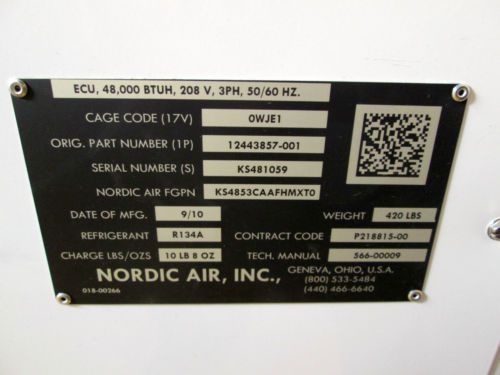 ECU, 48,000 BTUH, 208 V, 3PH, 50/60 HZ.
CAGE CODE (17V) 0WJE1
ORIG. PART NUMBER (1P) 12443857-001
SERIAL NUMBER (S) KS481059
NORDIC AIR FGPN KS4853CAAFHMXT0
DATE OF MFG. 9/10 WEIGHT 420 LBS
REFRIGERANT R134A CONTRACT CODE P218815-00
CHARGE LBS/OZS 10 LB 8 OZ TECH. MANUAL 566-00009
NORDIC AIR, INC., GENEVA, OHIO, U.S.A.
(800) 533-5484
018-00266 (440) 466-6640